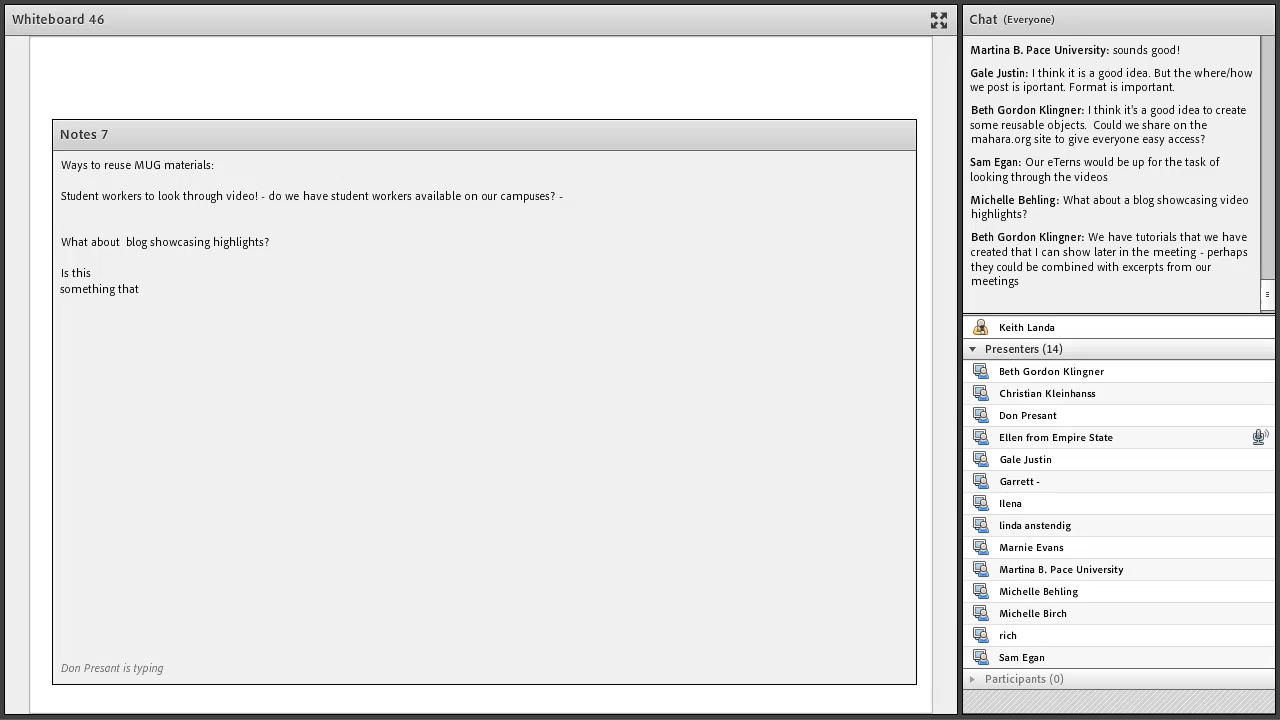 Whiteboard 46
Notes 7
Ways to reuse MUG materials:
Student workers to look through video! - do we have student workers available on our campuses? -
What about  blog showcasing highlights?
Is this
something that
Don Presant is typing
Chat (Everyone)
Martina B. Pace University: sounds good!
Gale Justin: I think it is a good idea. But the where/how
we post is iportant. Format is important.
Beth Gordon Klingner: I think it's a good idea to create
some reusable objects.  Could we share on the
mahara.org site to give everyone easy access?
Sam Egan: Our eTerns would be up for the task of
looking through the videos
Michelle Behling: What about a blog showcasing video
highlights?
Beth Gordon Klingner: We have tutorials that we have
created that I can show later in the meeting - perhaps
they could be combined with excerpts from our
meetings
Keith Landa
Presenters (14)
Beth Gordon Klingner
Christian Kleinhanss
Don Presant
Ellen from Empire State
Gale Justin
Garrett -
Ilena
linda anstendig
Marnie Evans
Martina B. Pace University
Michelle Behling
Michelle Birch
rich
Sam Egan
Participants (0)